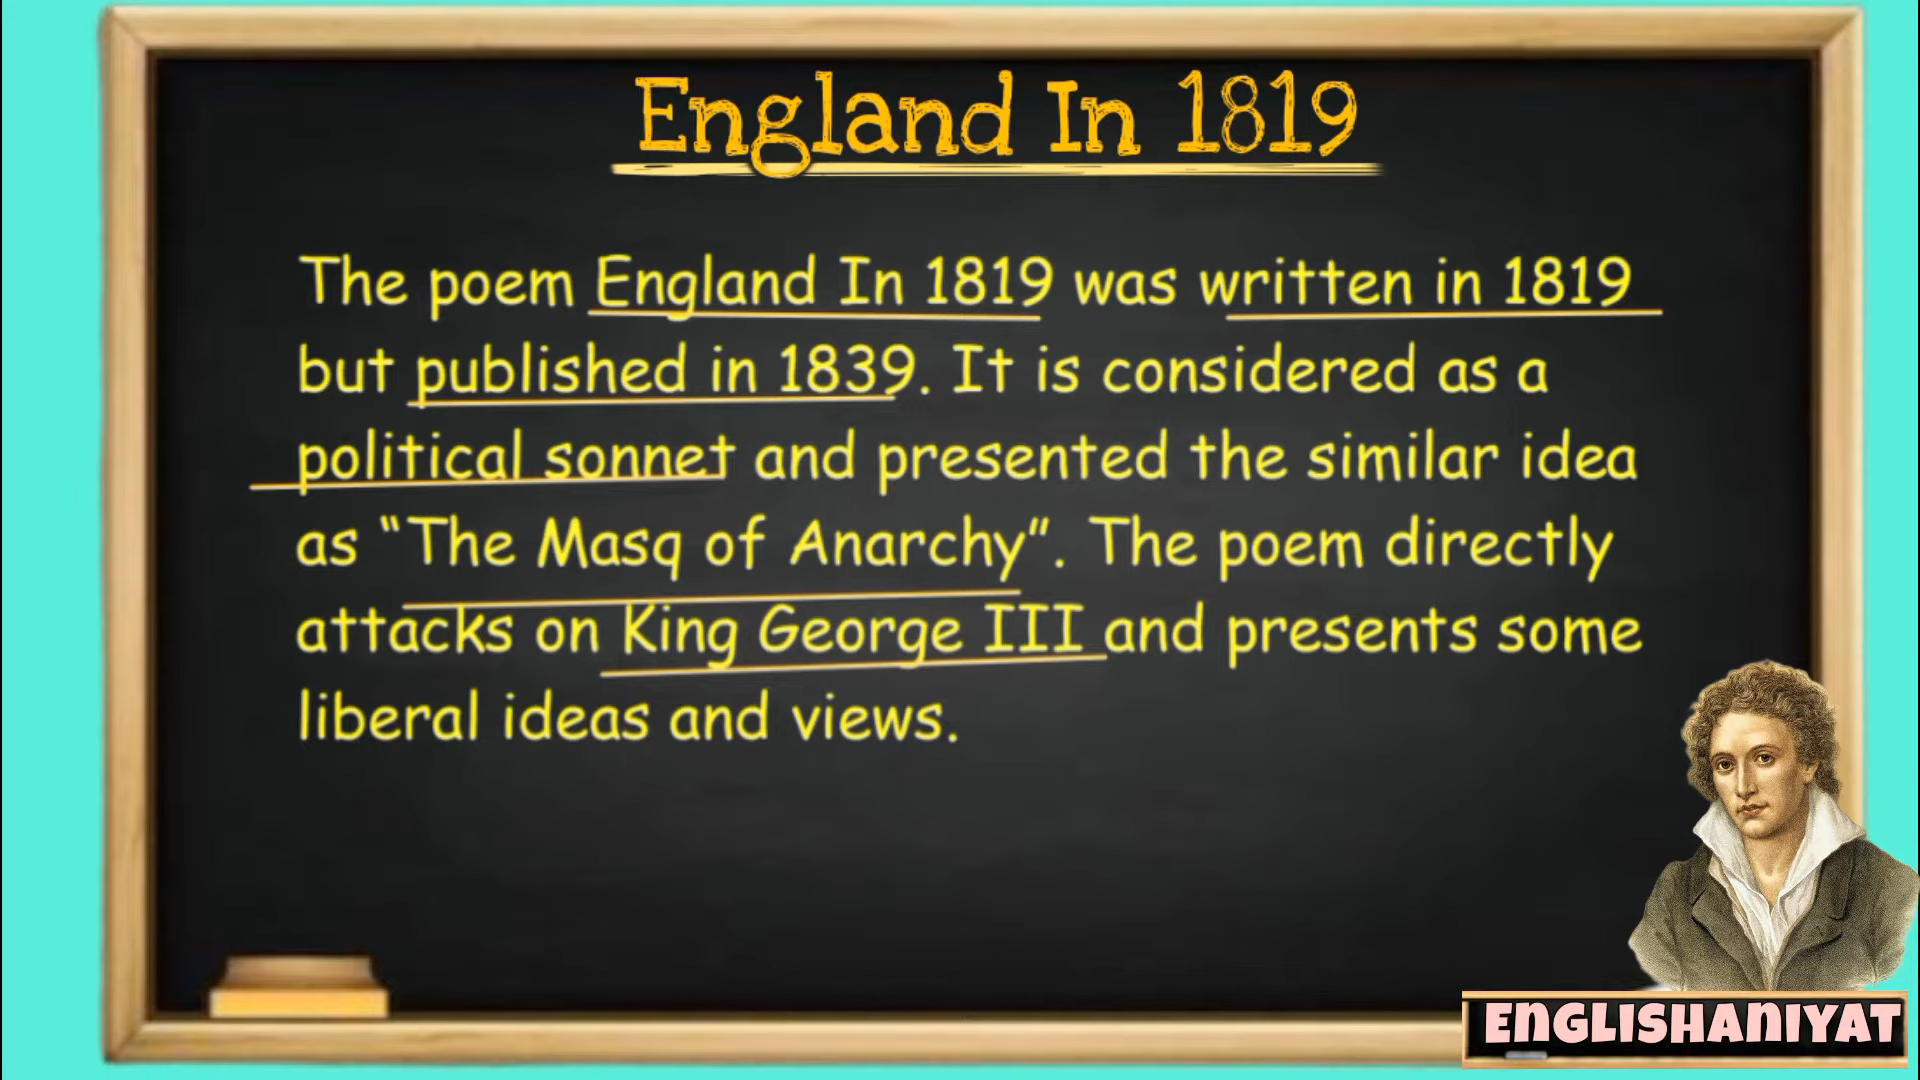 England In 1819
The poem England In 1819 was written in 1819
but published in 1839. It is considered as a
political sonnet and presented the similar idea
as “The Masq of Anarchy”. The poem directly
attacks on King George III and presents some
liberal ideas and views.
ENGLISHANIYAT